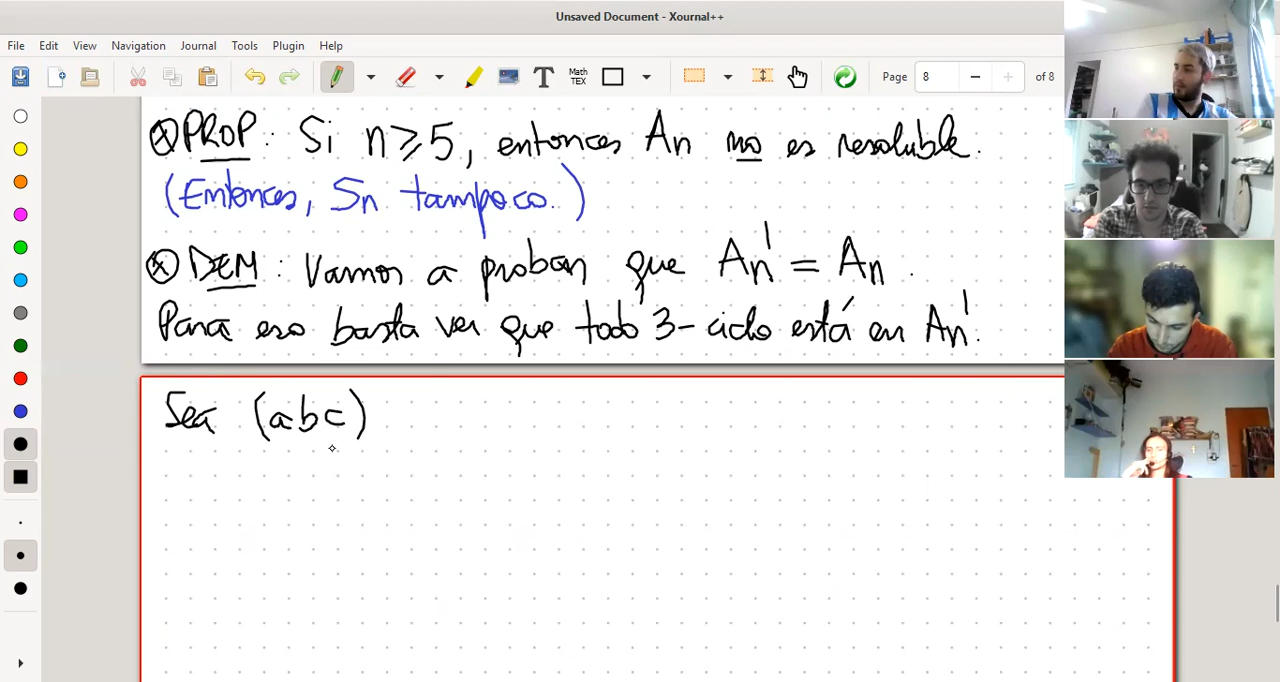 Unsaved Document - Xournal++
File Edit View Navigation Journal Tools Plugin Help
T Math TEX Page 8 of 8
⊗ PROP: Si n ≥ 5, entonces An no es resoluble.
(Entonces, Sn tampoco.)
⊗ DEM: Vamos a probar que An' = An.
Para eso basta ver que todo 3-ciclo está en An'.
Sea (abc)